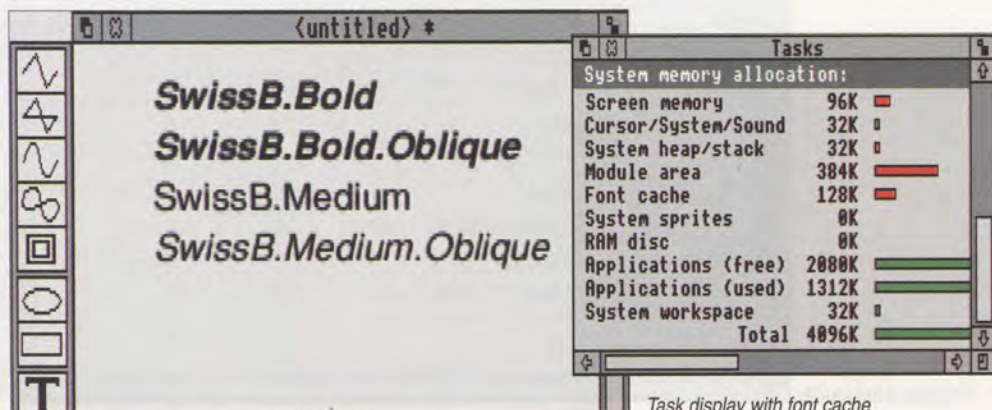 <untitled> *
SwissB.Bold
SwissB.Bold.Oblique
SwissB.Medium
SwissB.Medium.Oblique
T
Tasks
System memory allocation:
Screen memory 96K
Cursor/System/Sound 32K
System heap/stack 32K
Module area 384K
Font cache 128K
System sprites 0K
RAM disc 0K
Applications (free) 2080K
Applications (used) 1312K
System workspace 32K
Total 4096K
Task display with font cache